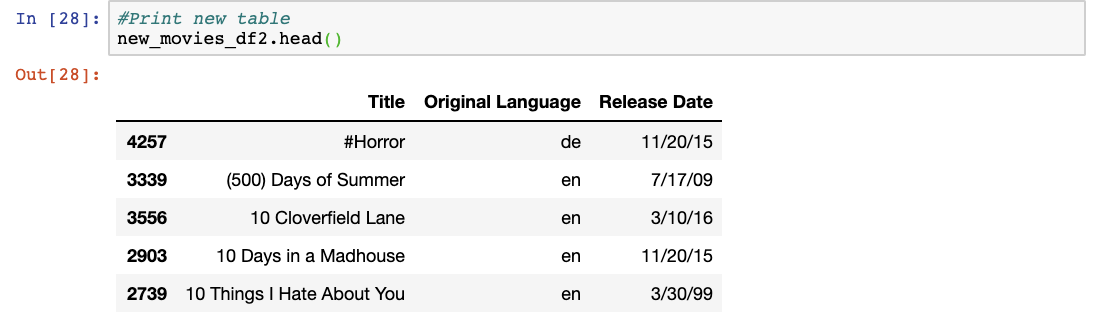 In [28]: #Print new table
new_movies_df2.head()
Out[28]:
Title Original Language Release Date
4257 #Horror de 11/20/15
3339 (500) Days of Summer en 7/17/09
3556 10 Cloverfield Lane en 3/10/16
2903 10 Days in a Madhouse en 11/20/15
2739 10 Things I Hate About You en 3/30/99